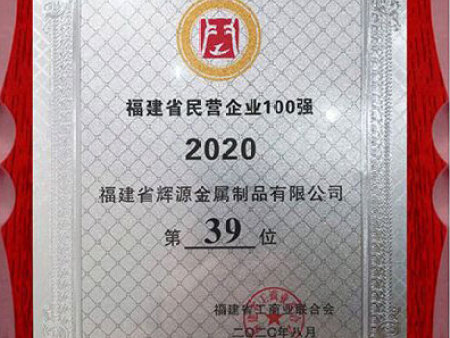 福建省民营企业100强
2020
福建省辉源金属制品有限公司
第 39 位
福建省工商业联合会
二〇二〇年八月